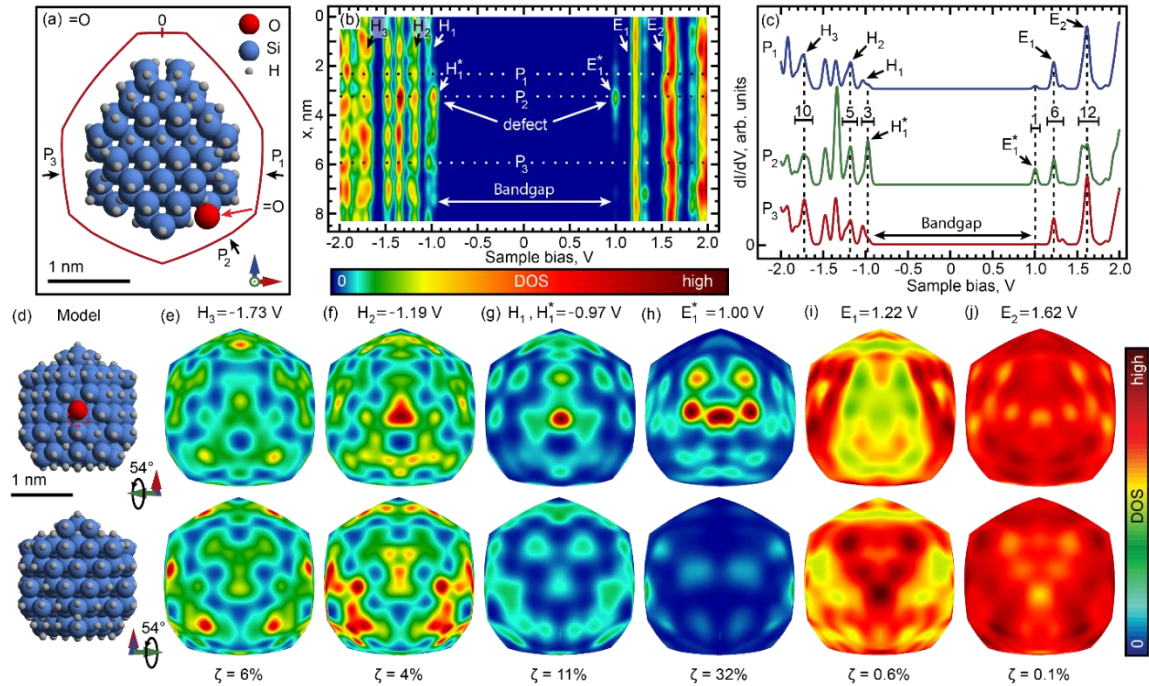 (a) =O
O
Si
H
0
P3
P1
=O
P2
1 nm
(b)
H3
H2
H1
E1
E2
H1*
E1*
P1
P2
defect
P3
Bandgap
x, nm
0
2
4
6
8
-2.0 -1.5 -1.0 -0.5 0.0 0.5 1.0 1.5 2.0
Sample bias, V
0 DOS high
(c)
E2
P1
H3
H2
H1
E1
10
5
3
1
6
12
P2
H1*
E1*
P3
Bandgap
0
dI/dV, arb. units
-2.0 -1.5 -1.0 -0.5 0.0 0.5 1.0 1.5 2.0
Sample bias, V
(d) Model
(e) H3=-1.73 V
(f) H2=-1.19 V
(g) H1, H1*=-0.97 V
(h) E1*=1.00 V
(i) E1=1.22 V
(j) E2=1.62 V
54°
1 nm
54°
high
DOS
0
ζ = 6%
ζ = 4%
ζ = 11%
ζ = 32%
ζ = 0.6%
ζ = 0.1%